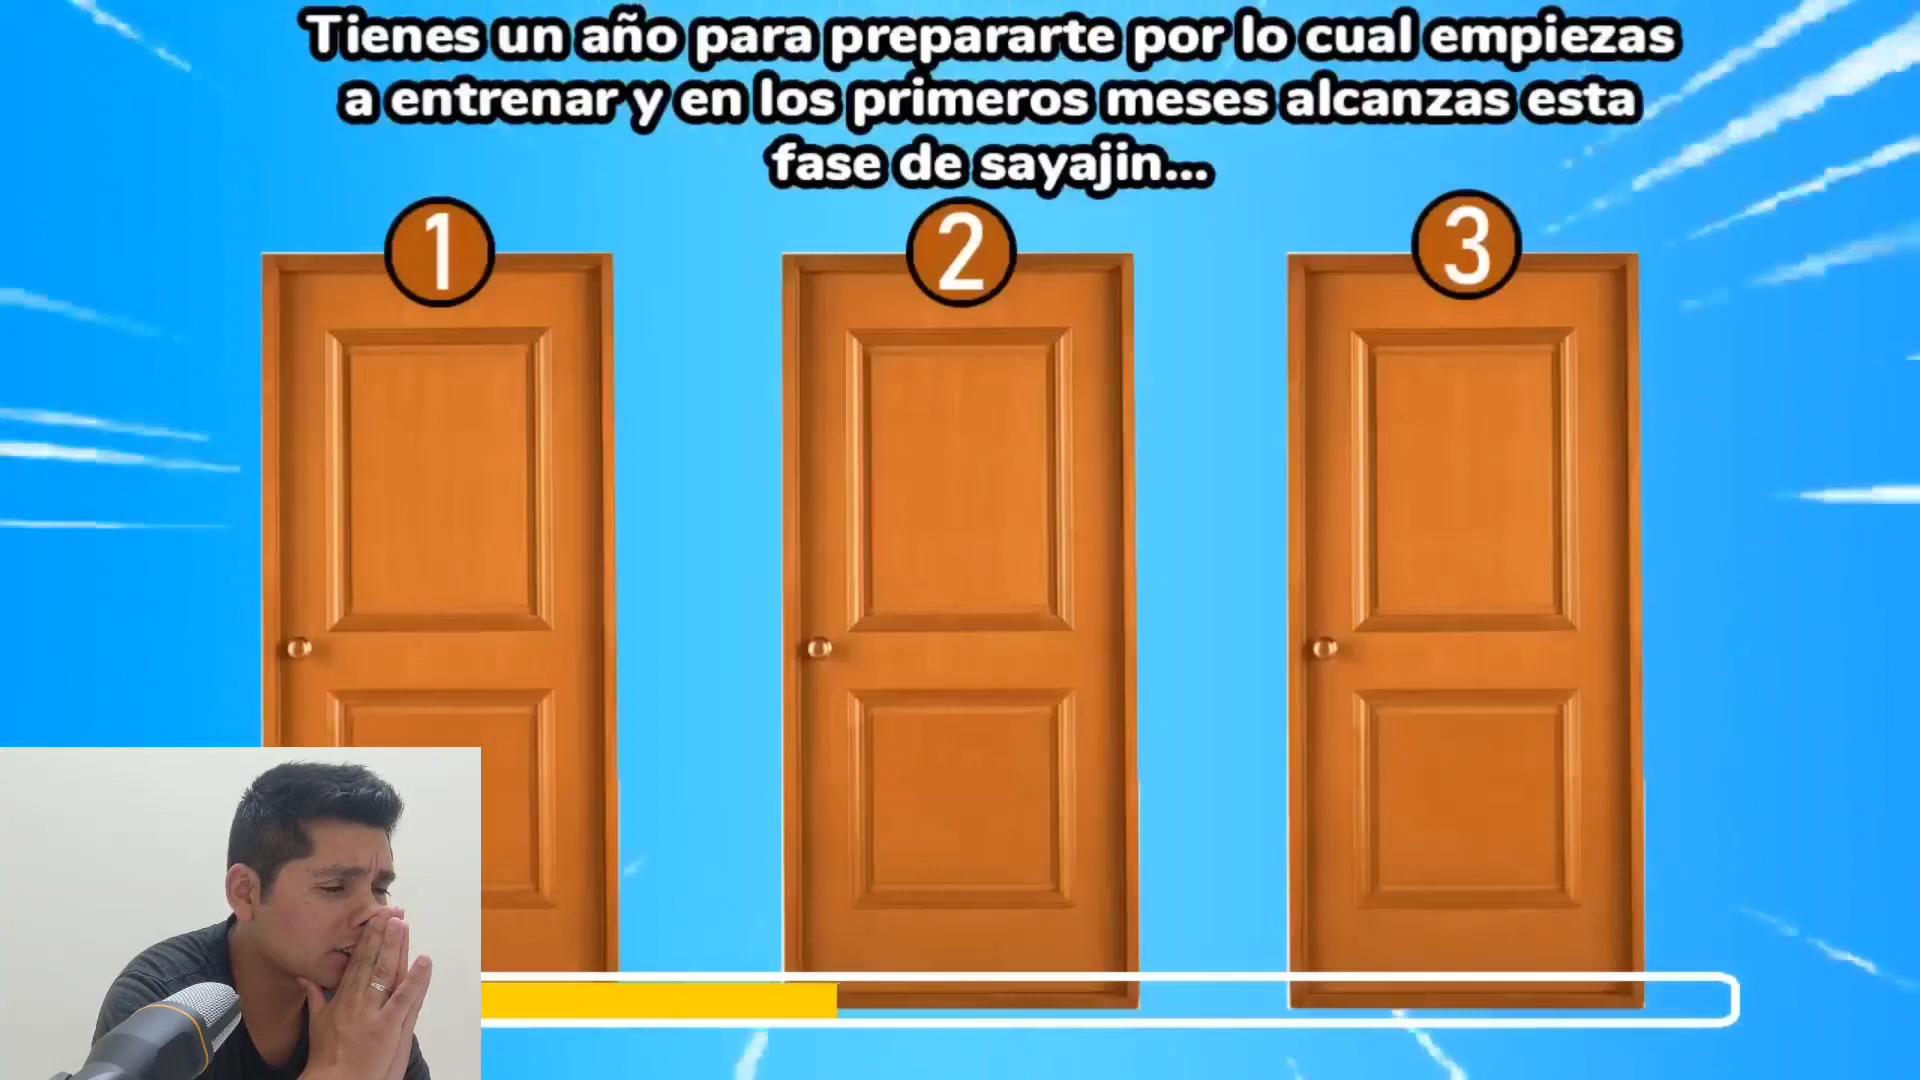 Tienes un año para prepararte por lo cual empiezas
a entrenar y en los primeros meses alcanzas esta
fase de sayajin...
1
2
3